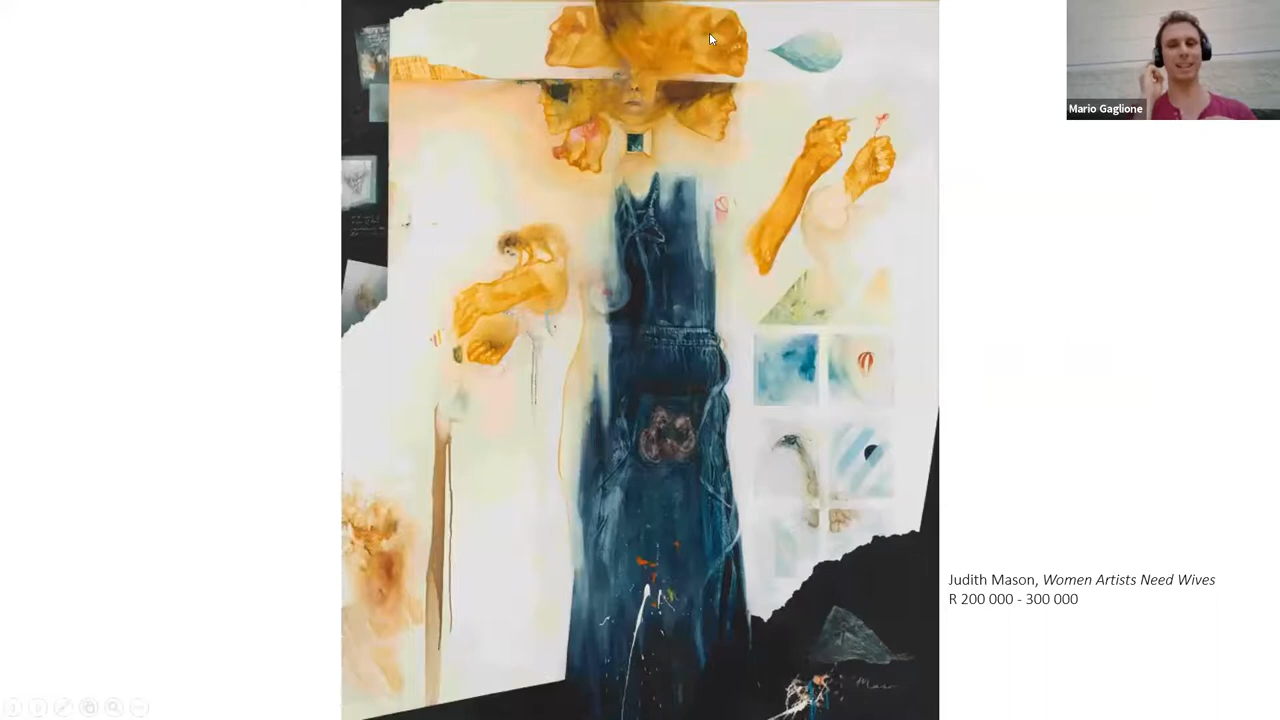 Mario Gaglione
Judith Mason, Women Artists Need Wives
R 200 000 - 300 000